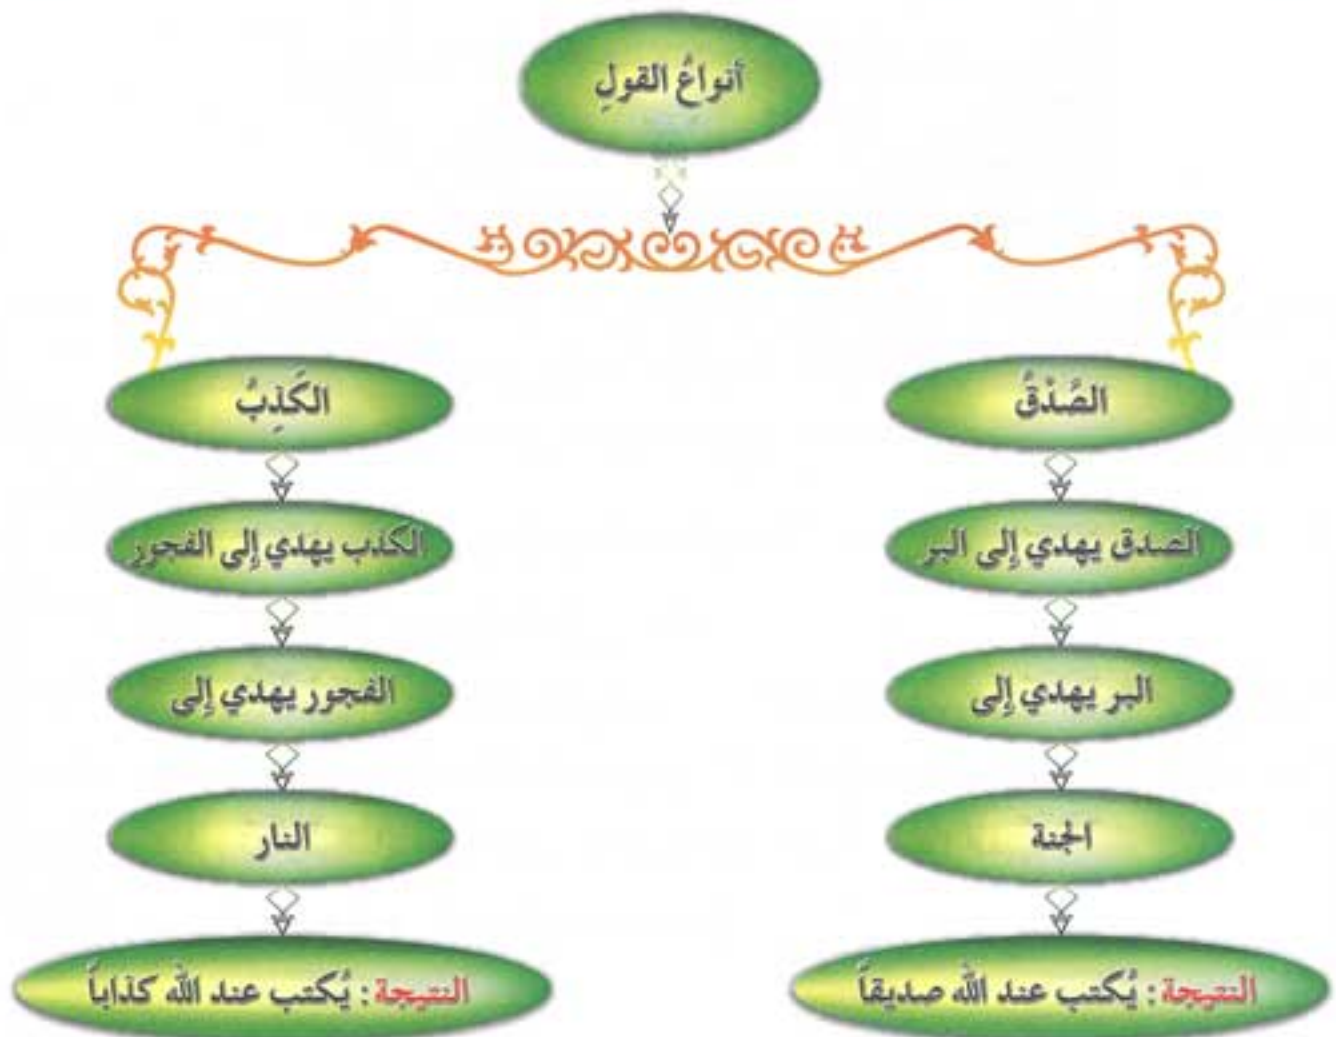 أنواعُ القولِ
الصِّدْقُ
الكَذِبُ
الصدق يهدي إلى البر
الكذب يهدي إلى الفجور
البر يهدي إلى
الفجور يهدي إلى
الجنة
النار
النتيجة: يُكتب عند الله صديقاً
النتيجة: يُكتب عند الله كذاباً